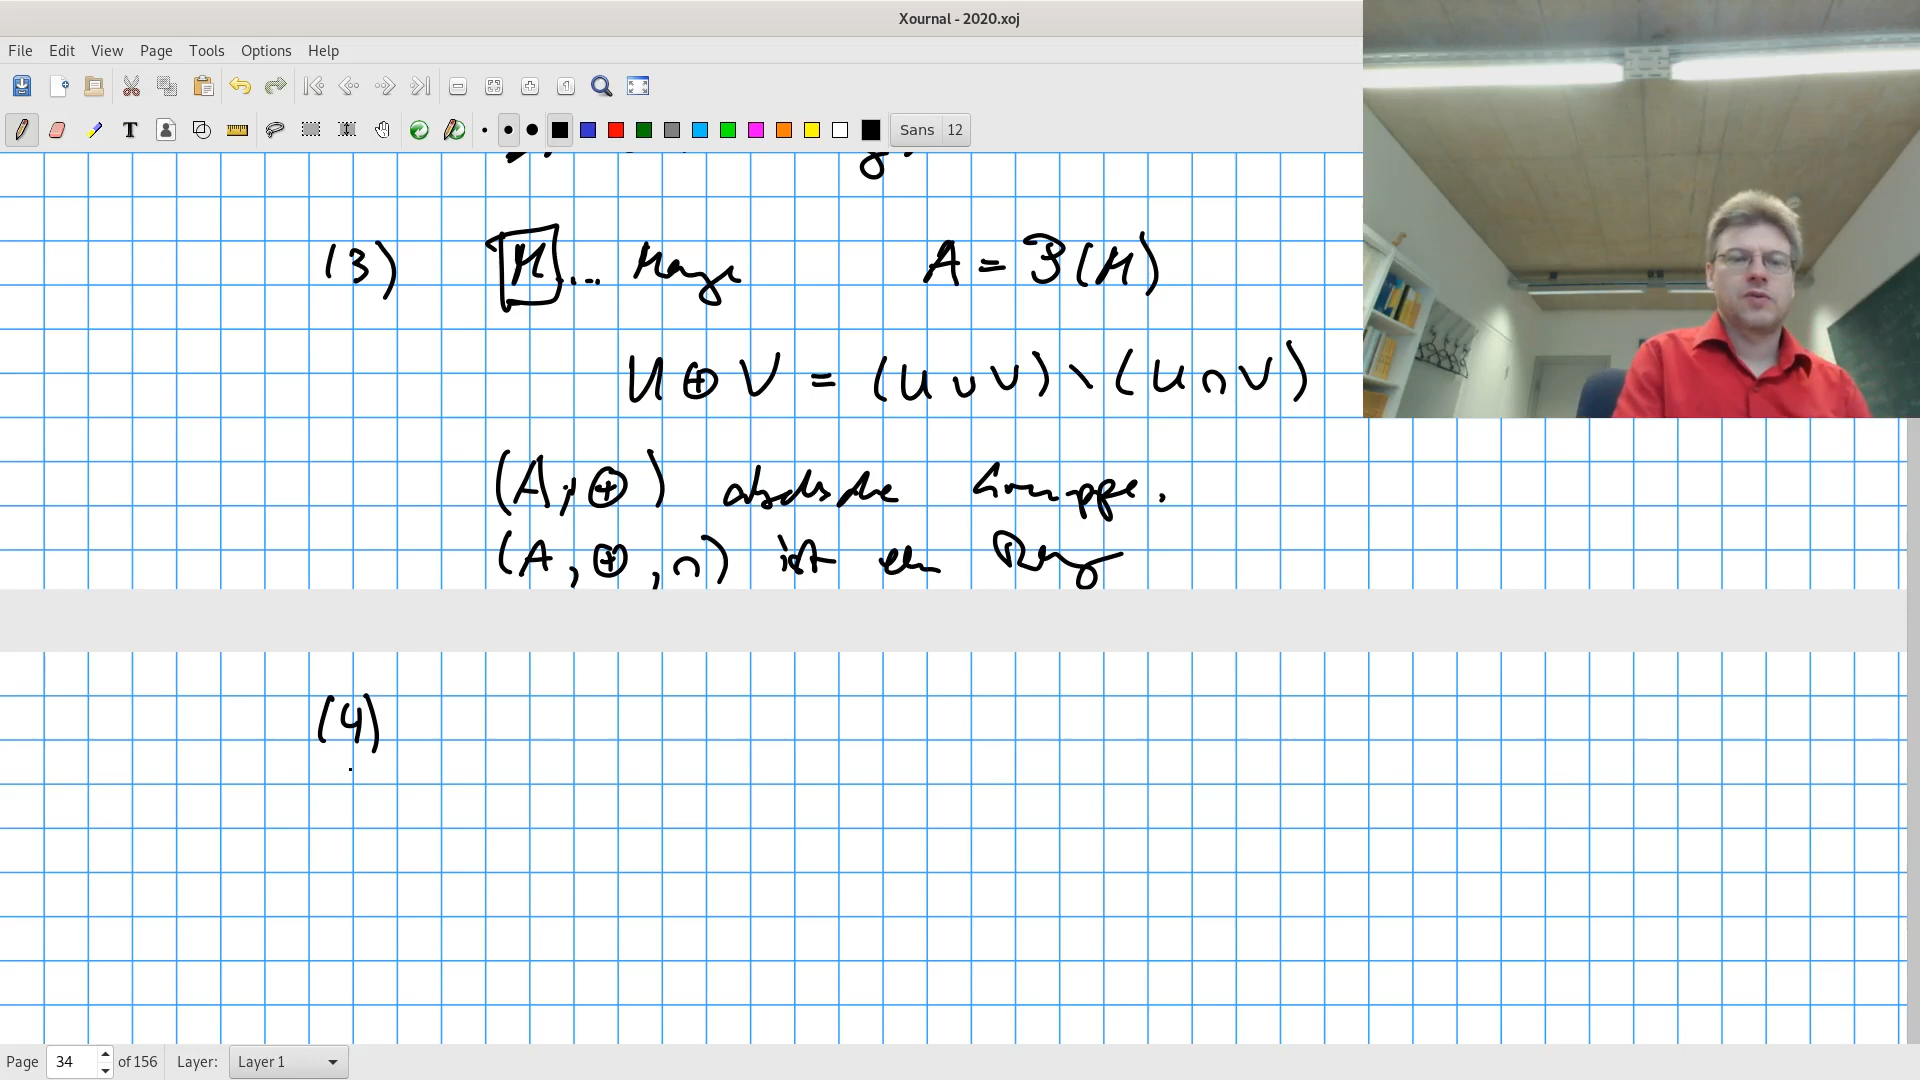 Xournal - 2020.xoj
File Edit View Page Tools Options Help
Sans 12
(3) M ... Menge A = P(M)
U ⊕ V = (U ∪ V) \ (U ∩ V)
(A, ⊕) abelsche Gruppe.
(A, ⊕, ∩) ist ein Ring
(4)
Page 34 of 156 Layer: Layer 1